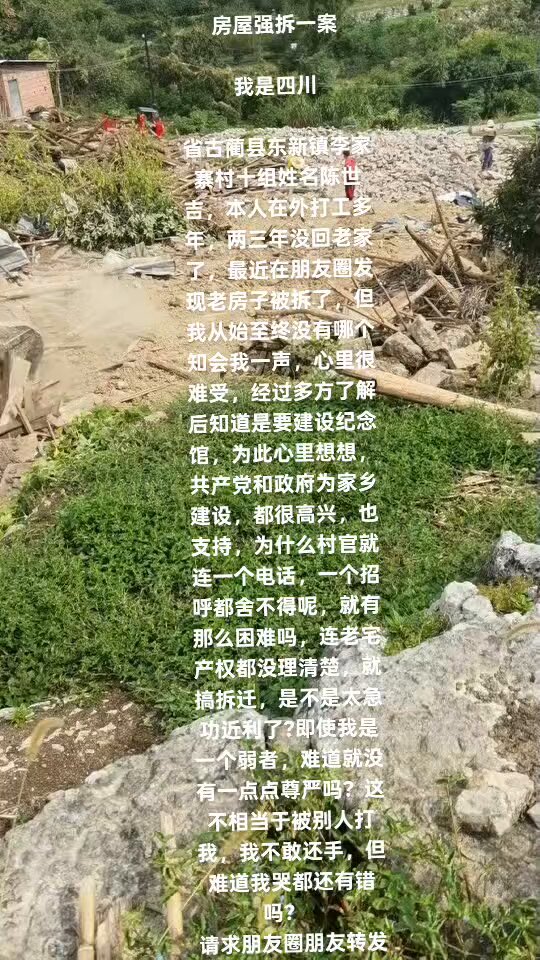 房屋强拆一案
我是四川
省古蔺县东新镇李家
寨村十组姓名陈世
吉，本人在外打工多
年，两三年没回老家
了，最近在朋友圈发
现老房子被拆了，但
我从始至终没有哪个
知会我一声，心里很
难受，经过多方了解
后知道是要建设纪念
馆，为此心里想想，
共产党和政府为家乡
建设，都很高兴，也
支持，为什么村官就
连一个电话，一个招
呼都舍不得呢，就有
那么困难吗，连老宅
产权都没理清楚，就
搞拆迁，是不是太急
功近利了?即使我是
一个弱者，难道就没
有一点点尊严吗？这
不相当于被别人打
我，我不敢还手，但
难道我哭都还有错
吗？
请求朋友圈朋友转发